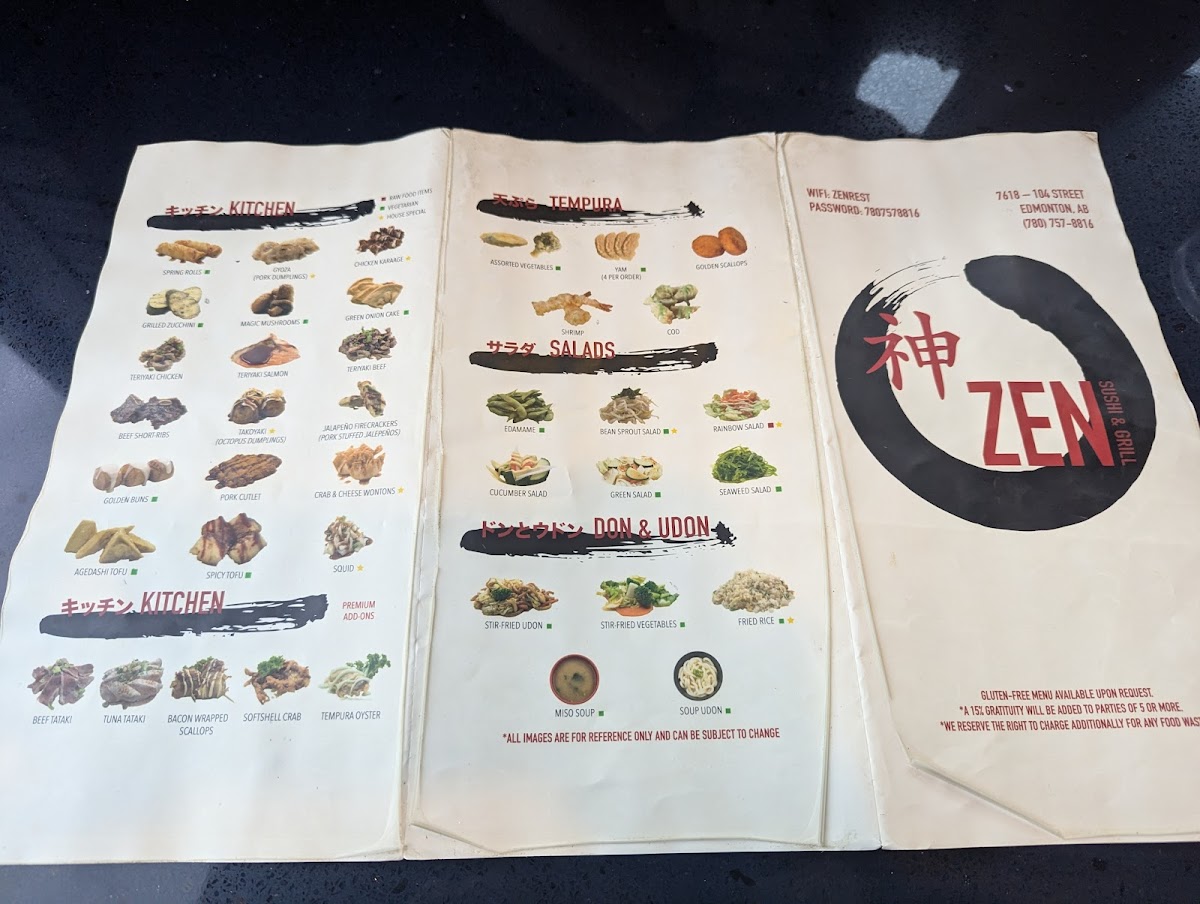 キッチン KITCHEN
RAW FOOD ITEMS
VEGETARIAN
HOUSE SPECIAL
SPRING ROLLS
GYOZA
(PORK DUMPLINGS)
CHICKEN KARAAGE
GRILLED ZUCCHINI
MAGIC MUSHROOMS
GREEN ONION CAKE
TERIYAKI CHICKEN
TERIYAKI SALMON
TERIYAKI BEEF
BEEF SHORT-RIBS
TAKOYAKI
(OCTOPUS DUMPLINGS)
JALAPEÑO FIRECRACKERS
(PORK STUFFED JALEPEÑOS)
GOLDEN BUNS
PORK CUTLET
CRAB & CHEESE WONTONS
AGEDASHI TOFU
SPICY TOFU
SQUID
キッチン KITCHEN
PREMIUM
ADD-ONS
BEEF TATAKI
TUNA TATAKI
BACON WRAPPED
SCALLOPS
SOFTSHELL CRAB
TEMPURA OYSTER
天ぷら TEMPURA
ASSORTED VEGETABLES
YAM
(4 PER ORDER)
GOLDEN SCALLOPS
SHRIMP
COD
サラダ SALADS
EDAMAME
BEAN SPROUT SALAD
RAINBOW SALAD
CUCUMBER SALAD
GREEN SALAD
SEAWEED SALAD
ドンとウドン DON & UDON
STIR-FRIED UDON
STIR-FRIED VEGETABLES
FRIED RICE
MISO SOUP
SOUP UDON
*ALL IMAGES ARE FOR REFERENCE ONLY AND CAN BE SUBJECT TO CHANGE
WIFI: ZENREST
PASSWORD: 7807578816
7618 — 104 STREET
EDMONTON, AB
(780) 757-8816
神
ZEN
SUSHI & GRILL
GLUTEN-FREE MENU AVAILABLE UPON REQUEST.
*A 15% GRATITUITY WILL BE ADDED TO PARTIES OF 5 OR MORE.
*WE RESERVE THE RIGHT TO CHARGE ADDITIONALLY FOR ANY FOOD WAST